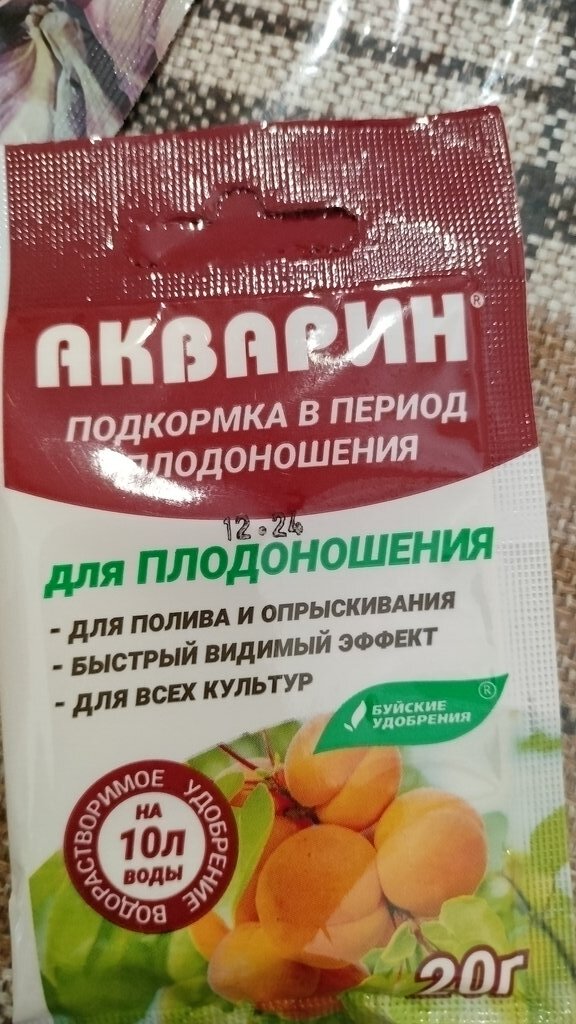 АКВАРИН®
ПОДКОРМКА В ПЕРИОД
ПЛОДОНОШЕНИЯ
12.24
для ПЛОДОНОШЕНИЯ
- ДЛЯ ПОЛИВА И ОПРЫСКИВАНИЯ
- БЫСТРЫЙ ВИДИМЫЙ ЭФФЕКТ
- ДЛЯ ВСЕХ КУЛЬТУР
БУЙСКИЕ ®
УДОБРЕНИЯ
ВОДОРАСТВОРИМОЕ УДОБРЕНИЕ
НА
10л
ВОДЫ
20г